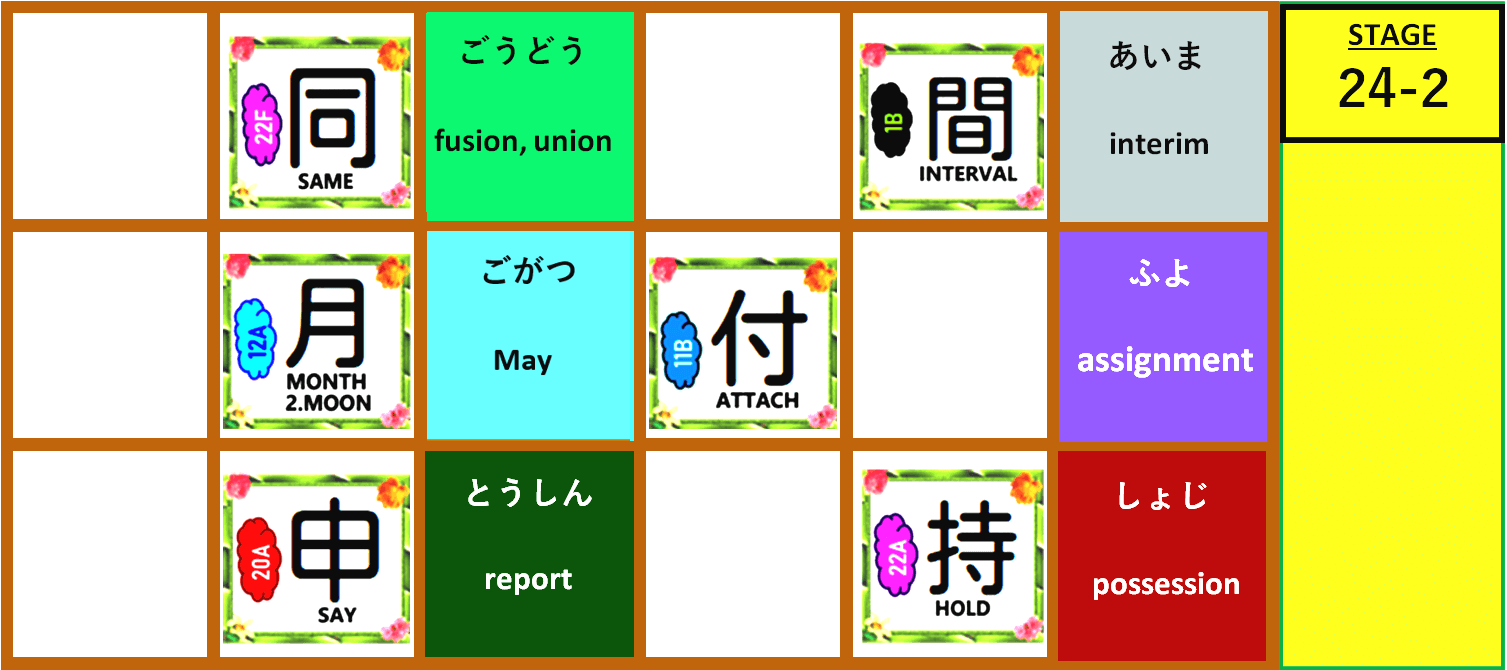 22F
同
SAME
ごうどう
fusion, union
1B
間
INTERVAL
あいま
interim
STAGE
24-2
12A
月
MONTH
2.MOON
ごがつ
May
11B
付
ATTACH
ふよ
assignment
20A
申
SAY
とうしん
report
22A
持
HOLD
しょじ
possession